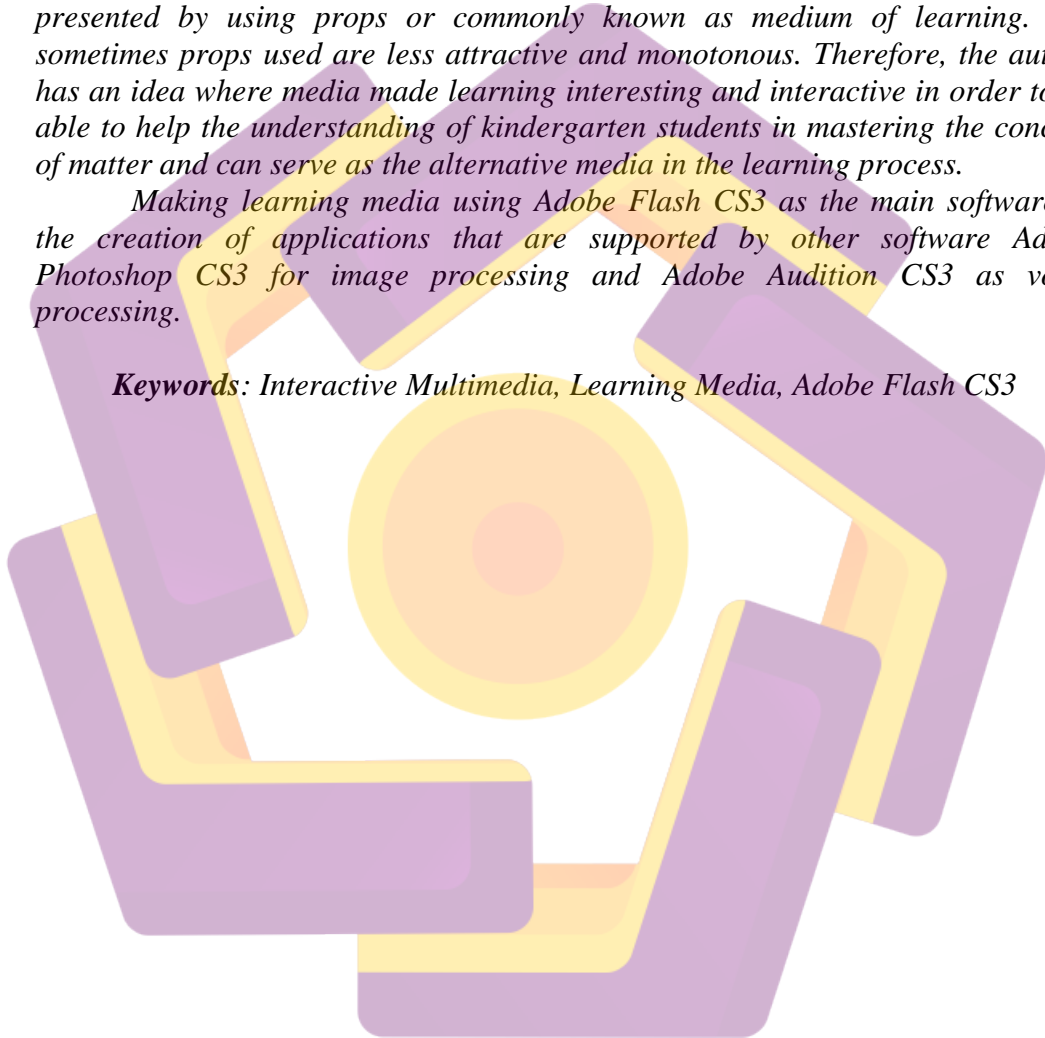 presented by using props or commonly known as medium of learning.
sometimes props used are less attractive and monotonous. Therefore, the aut
has an idea where media made learning interesting and interactive in order to
able to help the understanding of kindergarten students in mastering the conc
of matter and can serve as the alternative media in the learning process.
Making learning media using Adobe Flash CS3 as the main software
the creation of applications that are supported by other software Ad
Photoshop CS3 for image processing and Adobe Audition CS3 as vo
processing.
Keywords: Interactive Multimedia, Learning Media, Adobe Flash CS3